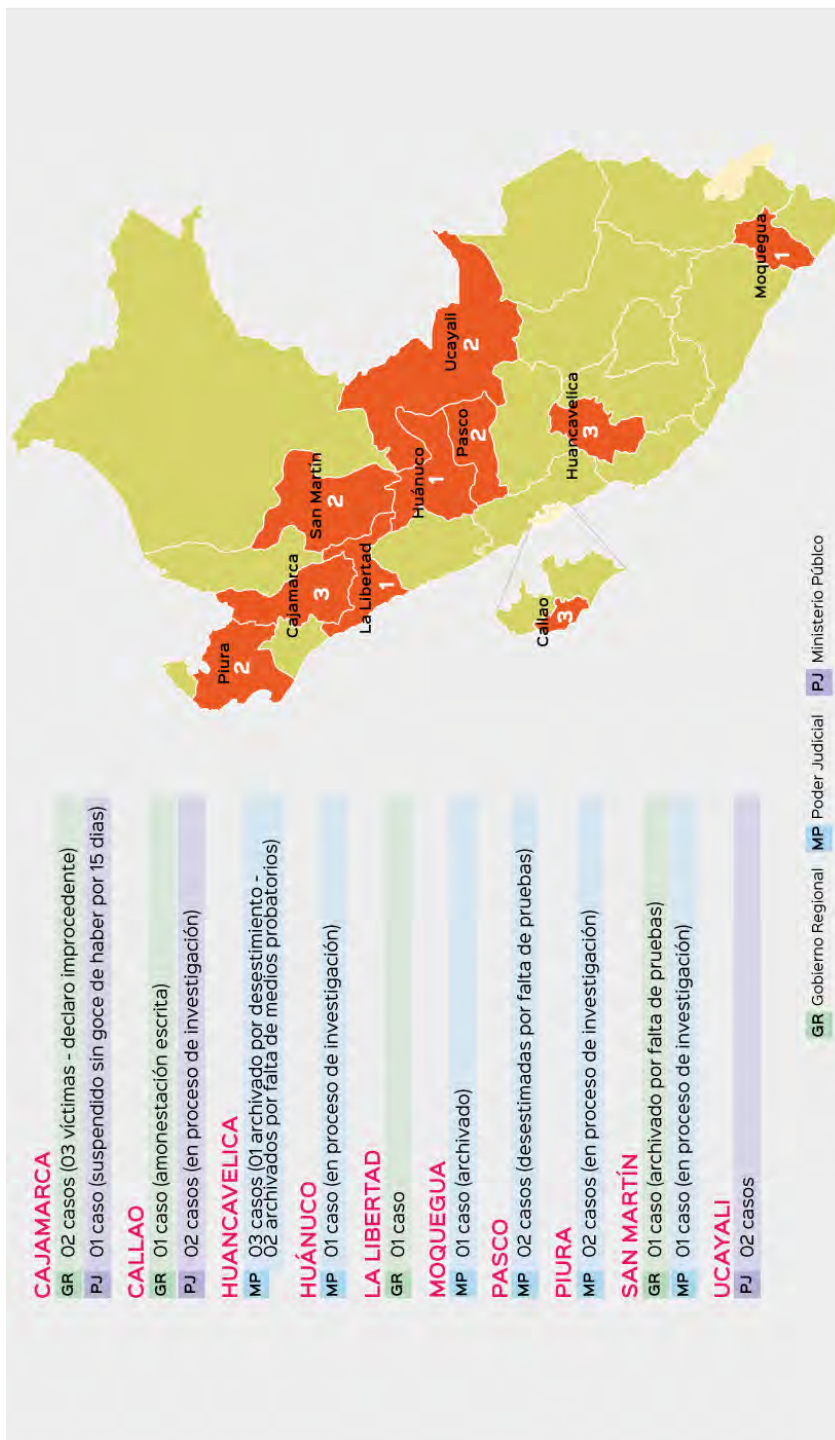 CAJAMARCA
GR 02 casos (03 víctimas - declaro improcedente)
PJ 01 caso (suspendido sin goce de haber por 15 dias)
CALLAO
GR 01 caso (amonestación escrita)
PJ 02 casos (en proceso de investigación)
HUANCAVELICA
MP 03 casos (01 archivado por desestimiento -
02 archivados por falta de medios probatorios)
HUÁNUCO
MP 01 caso (en proceso de investigación)
LA LIBERTAD
GR 01 caso
MOQUEGUA
MP 01 caso (archivado)
PASCO
MP 02 casos (desestimadas por falta de pruebas)
PIURA
MP 02 casos (en proceso de investigación)
SAN MARTÍN
GR 01 caso (archivado por falta de pruebas)
MP 01 caso (en proceso de investigación)
UCAYALI
PJ 02 casos
Piura
2
Cajamarca
3
La Libertad
1
San Martín
2
Huánuco
1
Pasco
2
Ucayali
2
Callao
3
Huancavelica
3
Moquegua
1
GR Gobierno Regional MP Poder Judicial PJ Ministerio Púbico